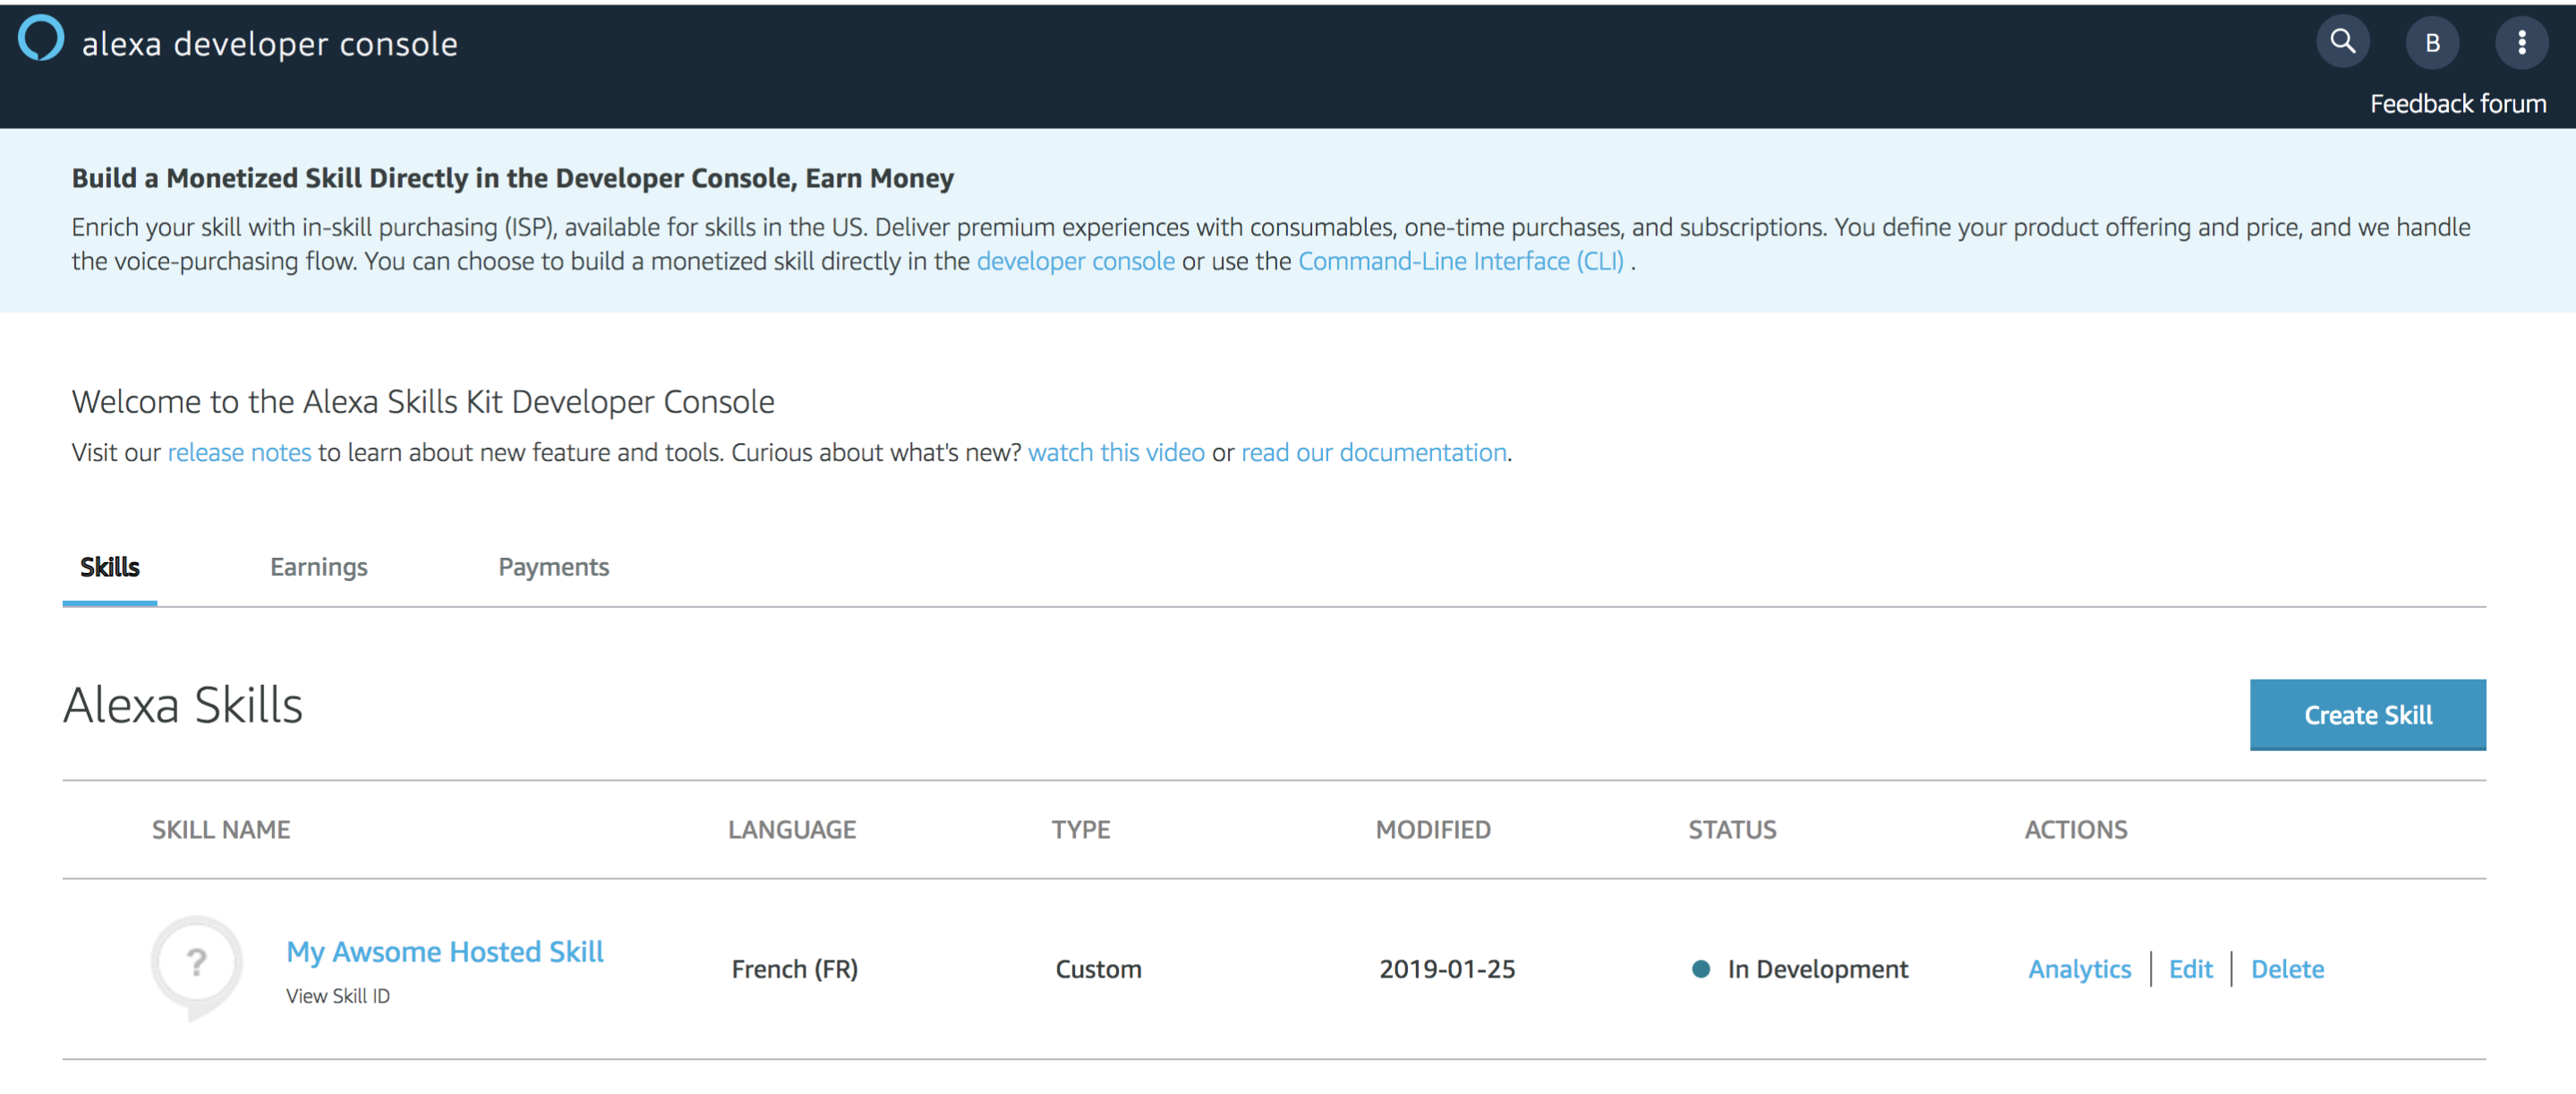 alexa developer console
B
Feedback forum
Build a Monetized Skill Directly in the Developer Console, Earn Money
Enrich your skill with in-skill purchasing (ISP), available for skills in the US. Deliver premium experiences with consumables, one-time purchases, and subscriptions. You define your product offering and price, and we handle
the voice-purchasing flow. You can choose to build a monetized skill directly in the developer console or use the Command-Line Interface (CLI) .
Welcome to the Alexa Skills Kit Developer Console
Visit our release notes to learn about new feature and tools. Curious about what's new? watch this video or read our documentation.
Skills Earnings Payments
Alexa Skills
Create Skill
SKILL NAME LANGUAGE TYPE MODIFIED STATUS ACTIONS
?
My Awsome Hosted Skill
View Skill ID
French (FR) Custom 2019-01-25 In Development Analytics | Edit | Delete